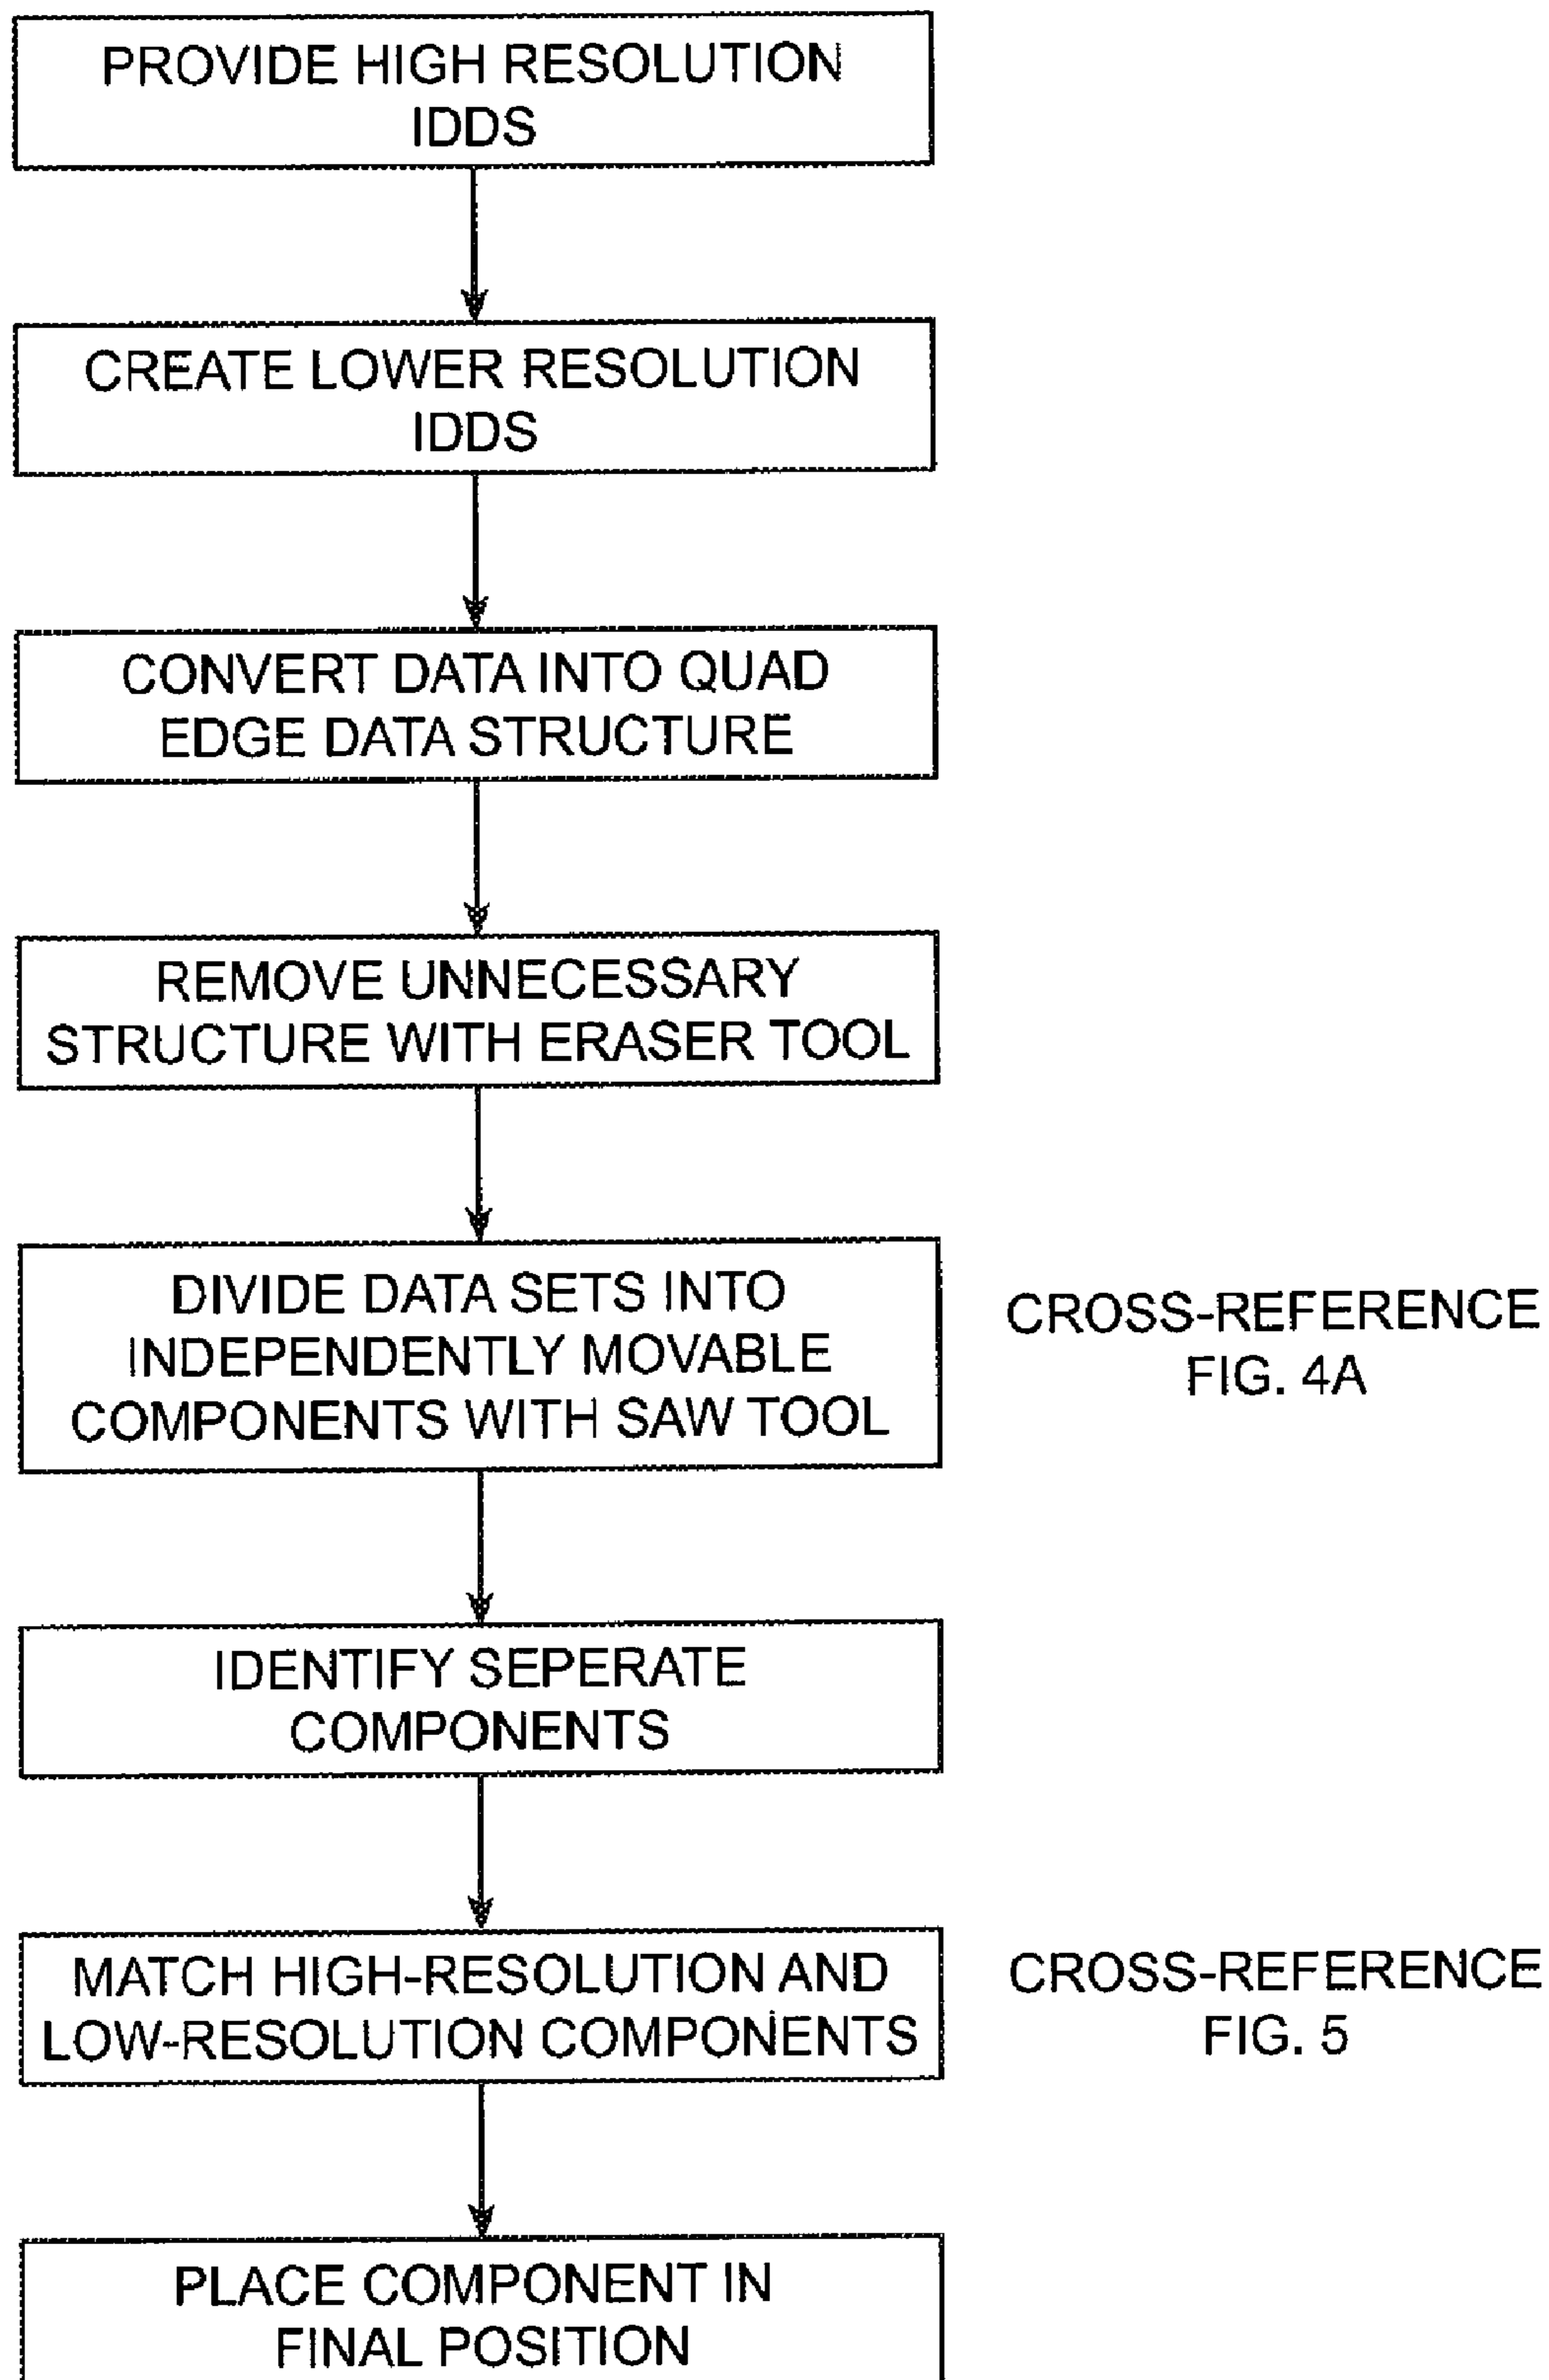 PROVIDE HIGH RESOLUTION
IDDS
CREATE LOWER RESOLUTION
IDDS
CONVERT DATA INTO QUAD
EDGE DATA STRUCTURE
REMOVE UNNECESSARY
STRUCTURE WITH ERASER TOOL
DIVIDE DATA SETS INTO
INDEPENDENTLY MOVABLE
COMPONENTS WITH SAW TOOL
CROSS-REFERENCE
FIG. 4A
IDENTIFY SEPERATE
COMPONENTS
MATCH HIGH-RESOLUTION AND
LOW-RESOLUTION COMPONENTS
CROSS-REFERENCE
FIG. 5
PLACE COMPONENT IN
FINAL POSITION